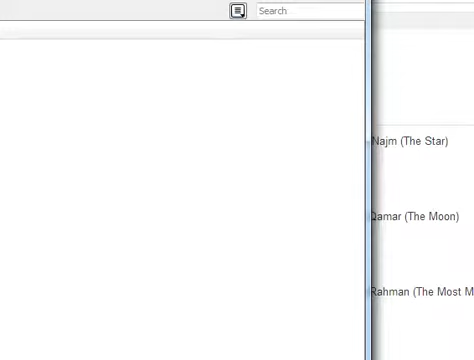 Search
Najm (The Star)
Qamar (The Moon)
Rahman (The Most